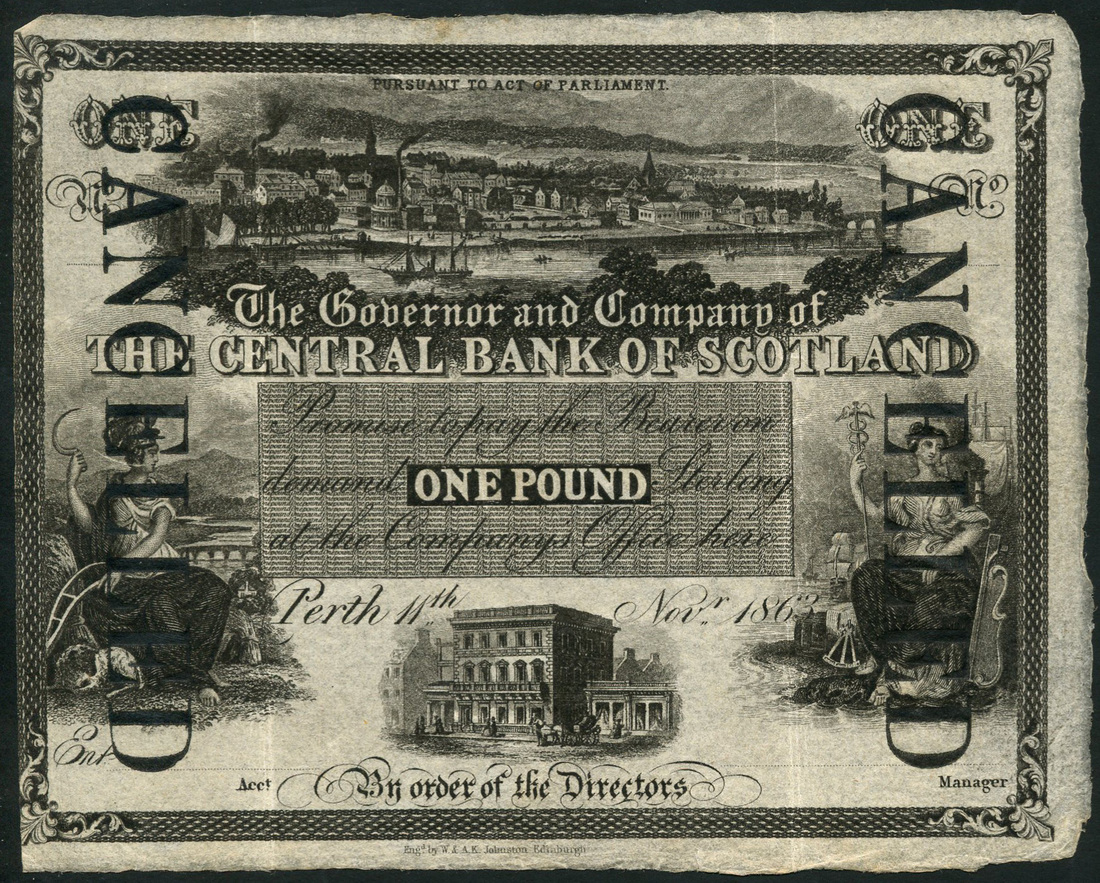 PURSUANT TO ACT OF PARLIAMENT.
ONE ONE
No No
The Governor and Company of
THE CENTRAL BANK OF SCOTLAND
Promise to pay the Bearer on
demand ONE POUND Sterling
at the Companys Office here
Perth 11th Novr. 1863
Ent.
Acct By order of the Directors Manager
Engd by W. & A.K. Johnston Edinburgh
CANCELLED
CANCELLED